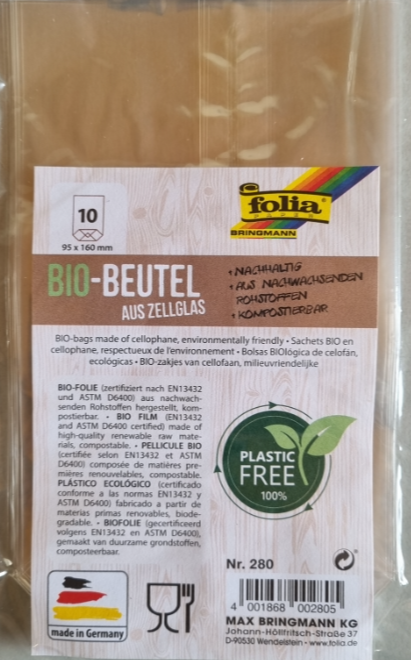 10
95 x 160 mm
folia
PAPER
BRINGMANN
BIO-BEUTEL
AUS ZELLGLAS
+ NACHHALTIG
+ AUS NACHWACHSENDEN
ROHSTOFFEN
+ KOMPOSTIERBAR
BIO-bags made of cellophane, environmentally friendly • Sachets BIO en
cellophane, respectueux de l'environnement • Bolsas BIOlógica de celofán,
ecológicas • BIO-zakjes van cellofaan, milieuvriendelijke
BIO-FOLIE (zertifiziert nach EN13432
und ASTM D6400) aus nachwach-
senden Rohstoffen hergestellt, kom-
postierbar. • BIO FILM (EN13432
and ASTM D6400 certified) made of
high-quality renewable raw mate-
rials, compostable. • PELLICULE BIO
(certifiée selon EN13432 et ASTM
D6400) composée de matières pre-
mières renouvelables, compostable.
PLÁSTICO ECOLÓGICO (certificado
conforme a las normas EN13432 y
ASTM D6400) fabricado a partir de
materias primas renovables, biode-
gradable. • BIOFOLIE (gecertificeerd
volgens EN13432 en ASTM D6400),
gemaakt van duurzame grondstoffen,
composteerbaar.
PLASTIC
FREE
100%
Nr. 280
made in Germany
4 001868 002805
MAX BRINGMANN KG
Johann-Höllfritsch-Straße 37
D-90530 Wendelstein • www.folia.de